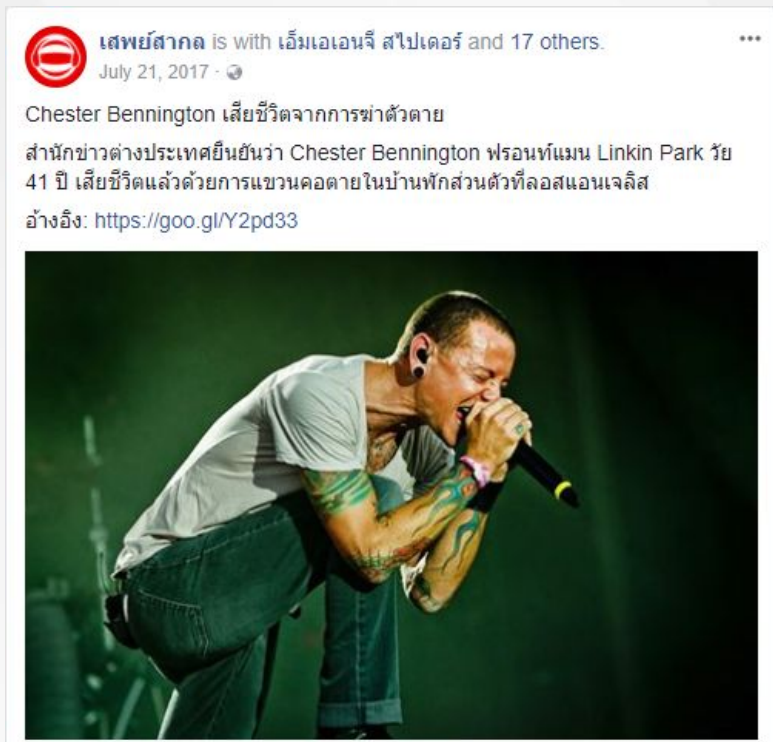 เสพย์สากล is with เอ็มเอเอนจี สไปเดอร์ and 17 others.
July 21, 2017 ·
Chester Bennington เสียชีวิตจากการฆ่าตัวตาย
สำนักข่าวต่างประเทศยืนยันว่า Chester Bennington ฟรอนท์แมน Linkin Park วัย
41 ปี เสียชีวิตแล้วด้วยการแขวนคอตายในบ้านพักส่วนตัวที่ลอสแอนเจลิส
อ้างอิง: https://goo.gl/Y2pd33